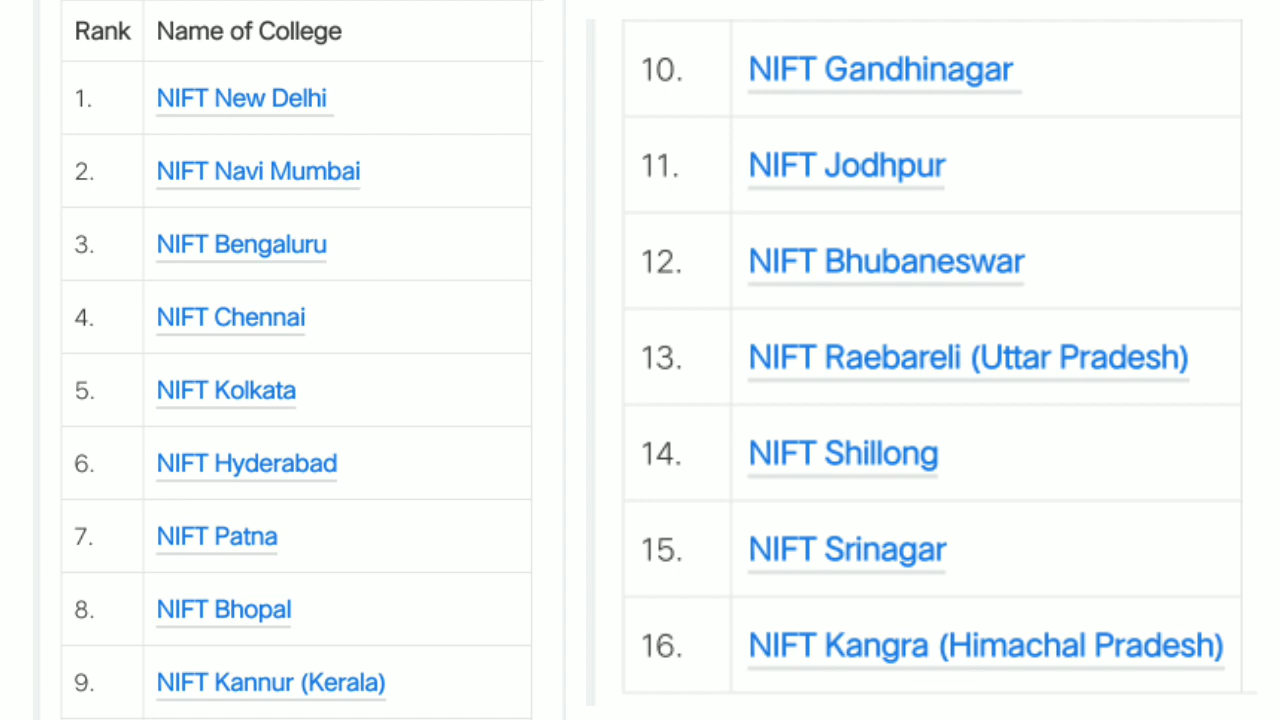 Rank Name of College
1. NIFT New Delhi
2. NIFT Navi Mumbai
3. NIFT Bengaluru
4. NIFT Chennai
5. NIFT Kolkata
6. NIFT Hyderabad
7. NIFT Patna
8. NIFT Bhopal
9. NIFT Kannur (Kerala)
10. NIFT Gandhinagar
11. NIFT Jodhpur
12. NIFT Bhubaneswar
13. NIFT Raebareli (Uttar Pradesh)
14. NIFT Shillong
15. NIFT Srinagar
16. NIFT Kangra (Himachal Pradesh)